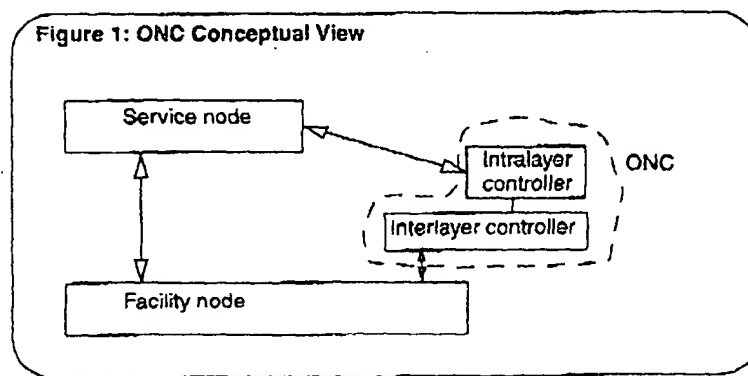 Figure 1: ONC Conceptual View
Service node
Intralayer
controller
ONC
Interlayer controller
Facility node